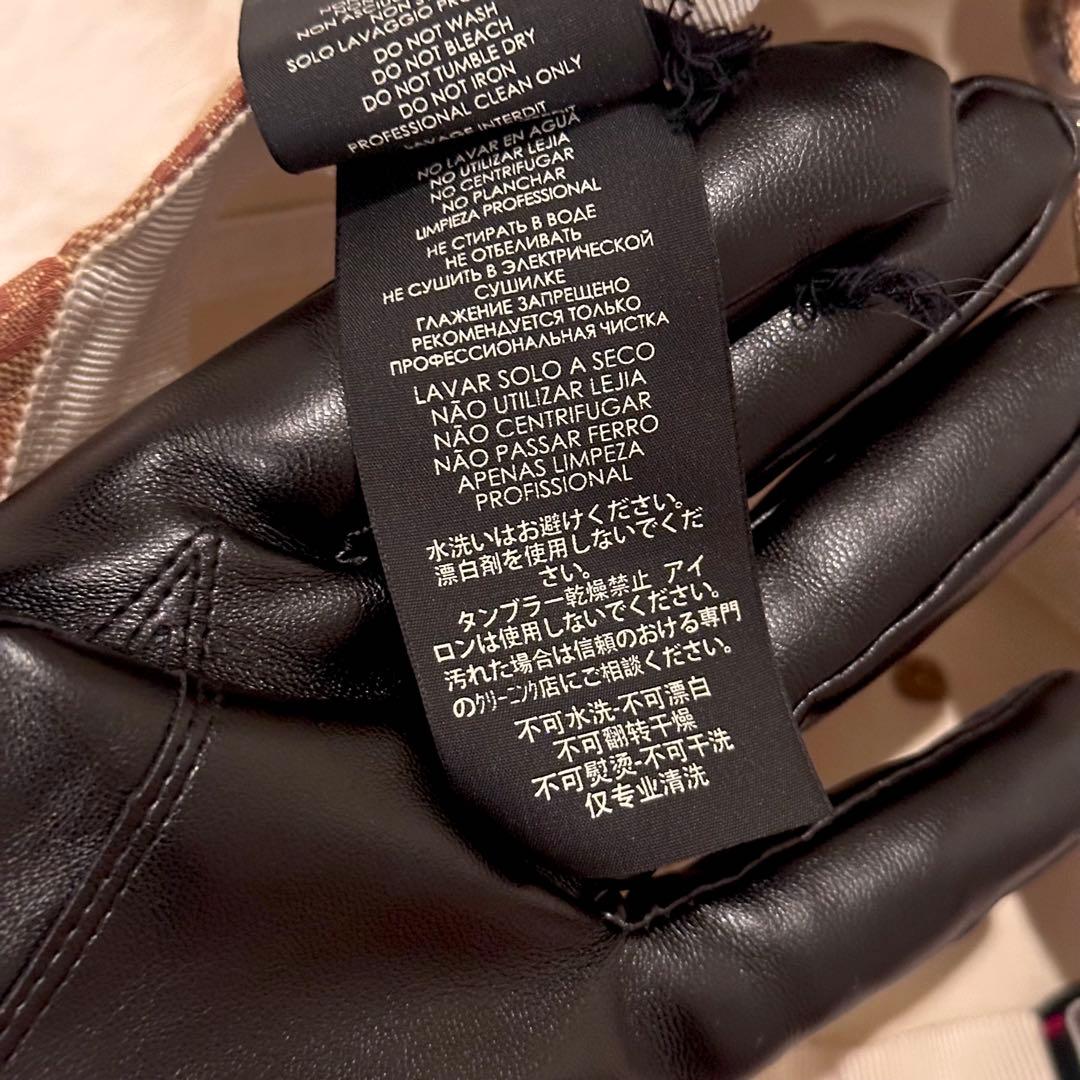 SOLO LAVAGGIO
DO NOT WASH
DO NOT BLEACH
DO NOT TUMBLE DRY
DO NOT IRON
PROFESSIONAL CLEAN ONLY
INTERDIT
NO LAVAR EN AGUA
NO UTILIZAR LEJIA
NO CENTRIFUGAR
NO PLANCHAR
LIMPIEZA PROFESSIONAL
НЕ СТИРАТЬ В ВОДЕ
НЕ ОТБЕЛИВАТЬ
НЕ СУШИТЬ В ЭЛЕКТРИЧЕСКОЙ
СУШИЛКЕ
ГЛАЖЕНИЕ ЗАПРЕЩЕНО
РЕКОМЕНДУЕТСЯ ТОЛЬКО
ПРОФЕССИОНАЛЬНАЯ ЧИСТКА
LAVAR SOLO A SECO
NÃO UTILIZAR LEJIA
NÃO CENTRIFUGAR
NÃO PASSAR FERRO
APENAS LIMPEZA
PROFISSIONAL
水洗いはお避けください。
漂白剤を使用しないでくだ
さい。
タンブラー乾燥禁止 アイ
ロンは使用しないでください。
汚れた場合は信頼のおける専門
のクリーニング店にご相談ください。
不可水洗-不可漂白
不可翻转干燥
不可熨烫-不可干洗
仅专业清洗